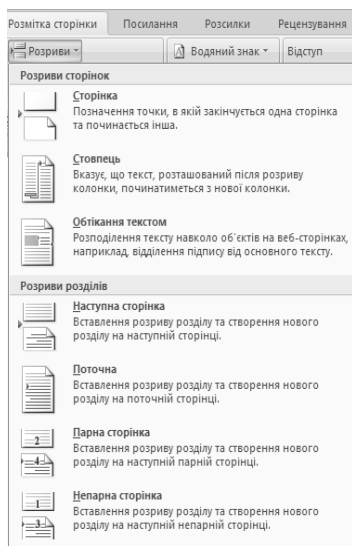 Розмітка сторінки Посилання Розсилки Рецензування
Розриви Водяний знак Відступ
Розриви сторінок
Сторінка
Позначення точки, в якій закінчується одна сторінка
та починається інша.
Стовпець
Вказує, що текст, розташований після розриву
колонки, починатиметься з нової колонки.
Обтікання текстом
Розподілення тексту навколо об'єктів на веб-сторінках,
наприклад, відділення підпису від основного тексту.
Розриви розділів
Наступна сторінка
Вставлення розриву розділу та створення нового
розділу на наступній сторінці.
Поточна
Вставлення розриву розділу та створення нового
розділу на поточній сторінці.
Парна сторінка
Вставлення розриву розділу та створення нового
розділу на наступній парній сторінці.
Непарна сторінка
Вставлення розриву розділу та створення нового
розділу на наступній непарній сторінці.